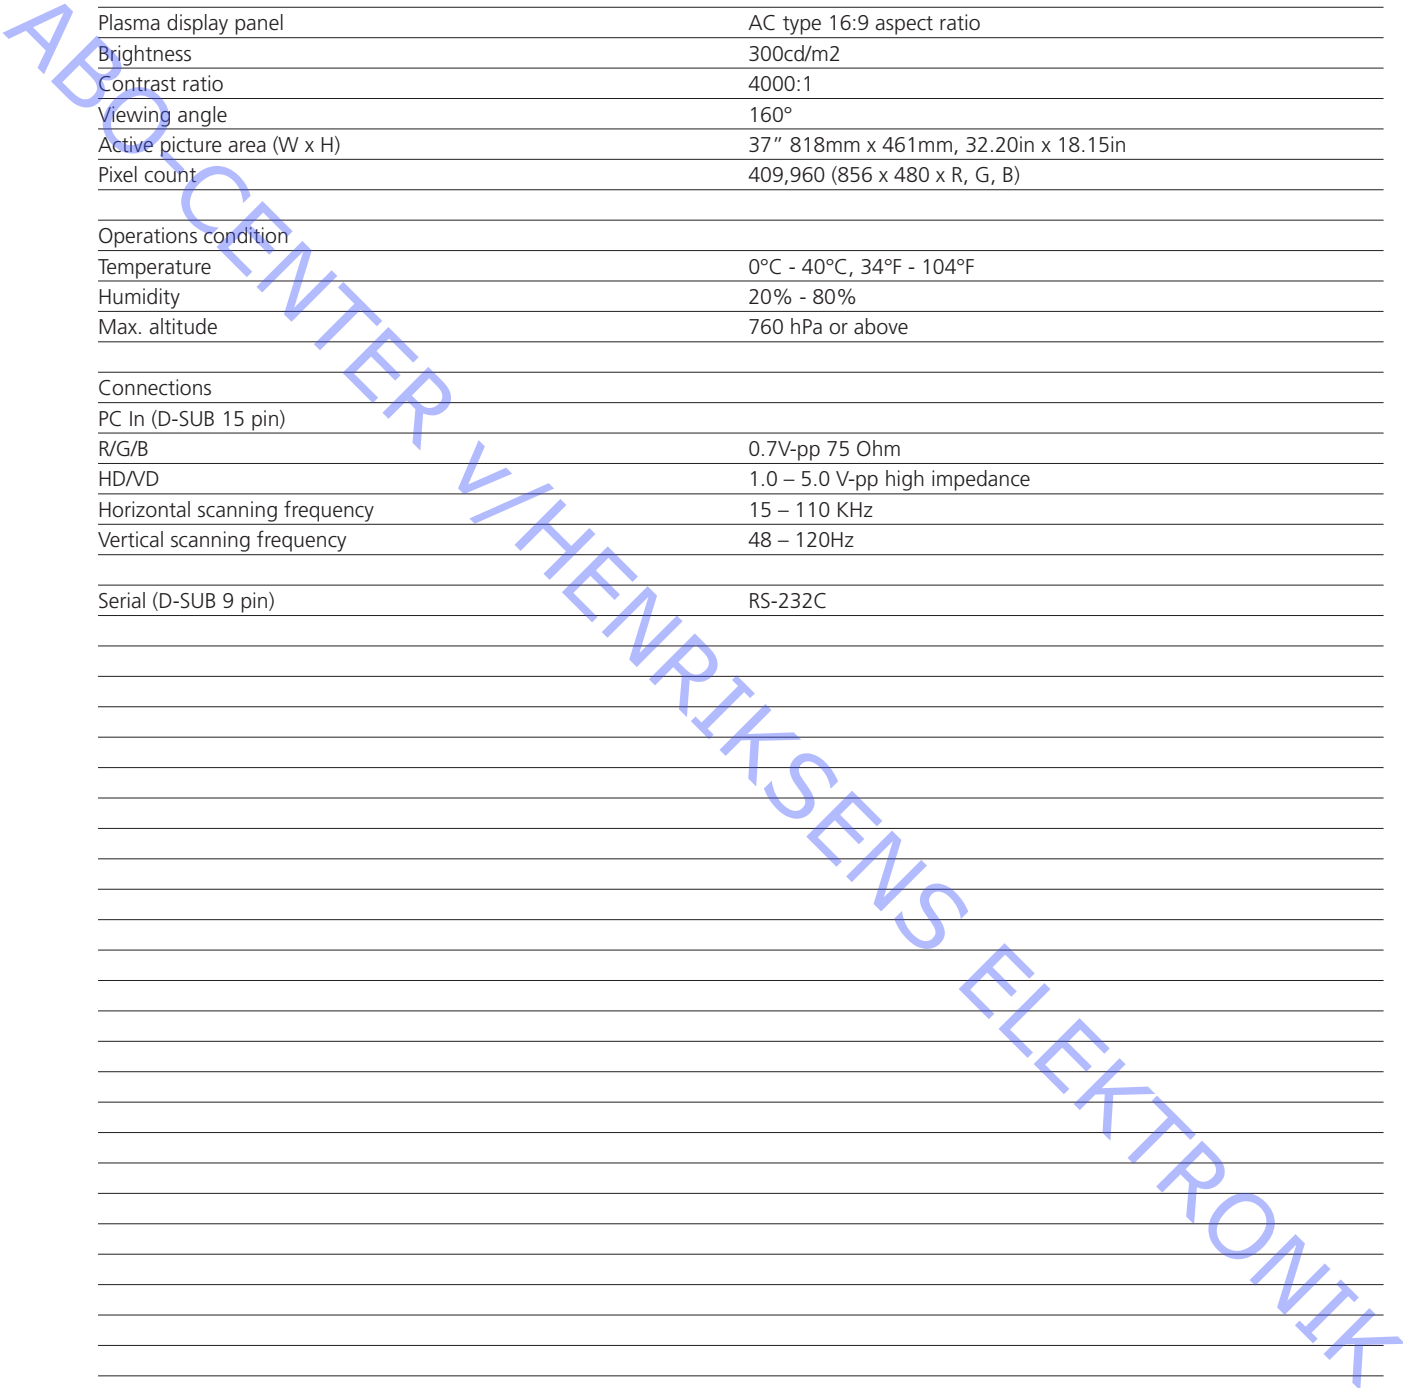 Plasma display panel AC type 16:9 aspect ratio
Brightness 300cd/m2
Contrast ratio 4000:1
Viewing angle 160°
Active picture area (W x H) 37” 818mm x 461mm, 32.20in x 18.15in
Pixel count 409,960 (856 x 480 x R, G, B)
Operations condition
Temperature 0°C - 40°C, 34°F - 104°F
Humidity 20% - 80%
Max. altitude 760 hPa or above
Connections
PC In (D-SUB 15 pin)
R/G/B 0.7V-pp 75 Ohm
HD/VD 1.0 – 5.0 V-pp high impedance
Horizontal scanning frequency 15 – 110 KHz
Vertical scanning frequency 48 – 120Hz
Serial (D-SUB 9 pin) RS-232C
ABO-CENTER v/HENRIKSENS ELEKTRONIK